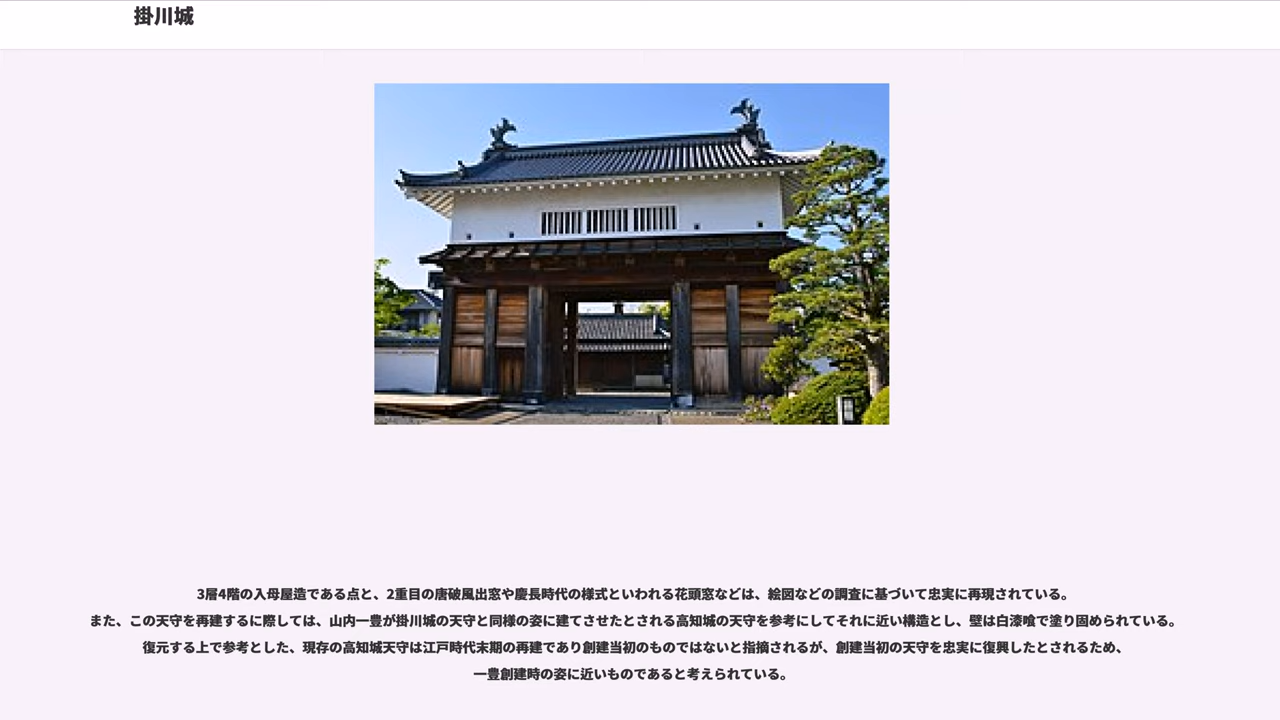 掛川城
3層4階の入母屋造である点と、2重目の唐破風出窓や慶長時代の様式といわれる花頭窓などは、絵図などの調査に基づいて忠実に再現されている。
また、この天守を再建するに際しては、山内一豊が掛川城の天守と同様の姿に建てさせたとされる高知城の天守を参考にしてそれに近い構造とし、壁は白漆喰で塗り固められている。
復元する上で参考とした、現存の高知城天守は江戸時代末期の再建であり創建当初のものではないと指摘されるが、創建当初の天守を忠実に復興したとされるため、
一豊創建時の姿に近いものであると考えられている。